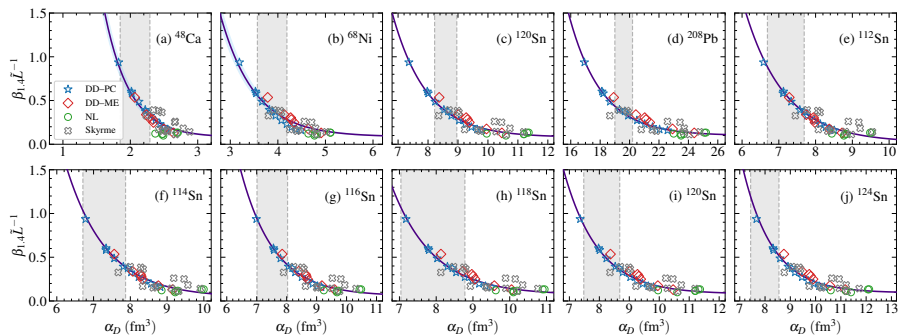 β₁,₄L̃⁻¹
1.5
1.0
0.5
0.0
(a) ⁴⁸Ca
DD−PC
DD−ME
NL
Skyrme
1 2 3
(b) ⁶⁸Ni
3 4 5 6
(c) ¹²⁰Sn
7 8 9 10 11 12
(d) ²⁰⁸Pb
16 18 20 22 24 26
(e) ¹¹²Sn
6 7 8 9 10
β₁,₄L̃⁻¹
1.5
1.0
0.5
0.0
(f) ¹¹⁴Sn
6 7 8 9 10
α_D (fm³)
(g) ¹¹⁶Sn
6 7 8 9 10 11
α_D (fm³)
(h) ¹¹⁸Sn
7 8 9 10 11
α_D (fm³)
(i) ¹²⁰Sn
7 8 9 10 11 12
α_D (fm³)
(j) ¹²⁴Sn
7 8 9 10 11 12 13
α_D (fm³)